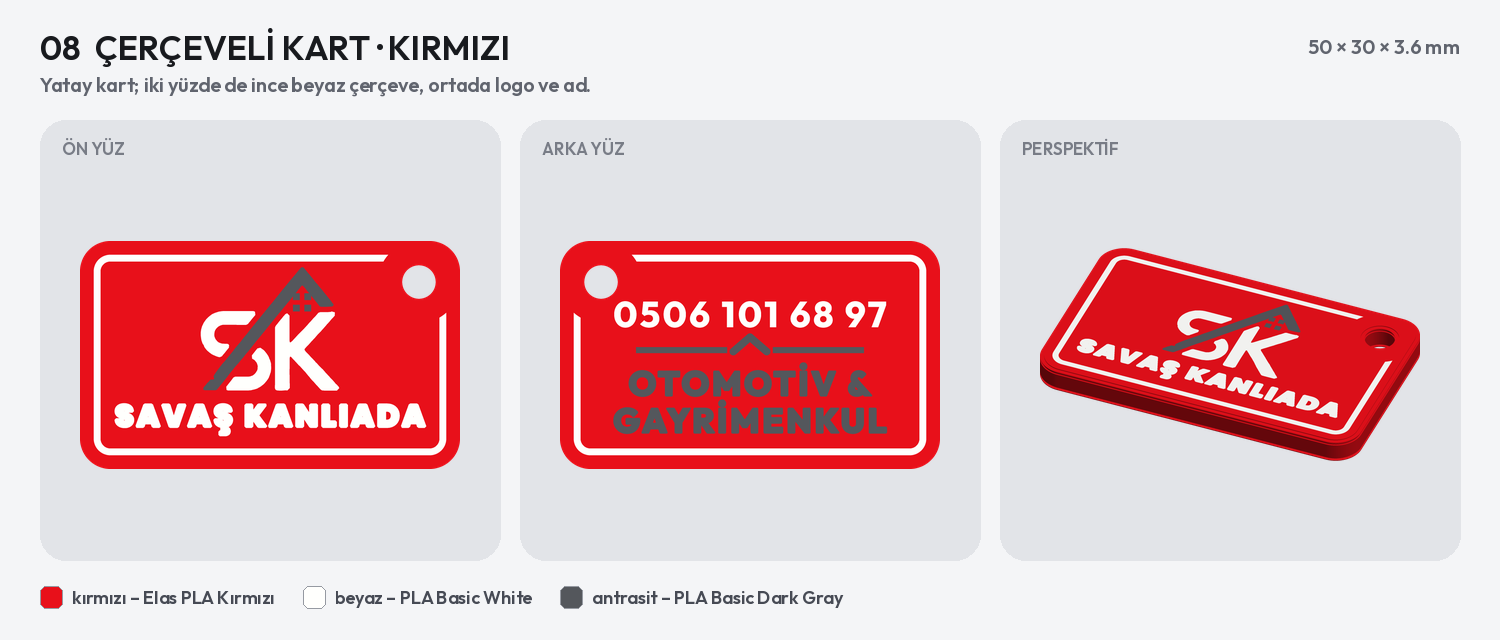 08 ÇERÇEVELİ KART · KIRMIZI
50 × 30 × 3.6 mm
Yatay kart; iki yüzde de ince beyaz çerçeve, ortada logo ve ad.
ÖN YÜZ
SK
SAVAŞ KANLIADA
ARKA YÜZ
0506 101 68 97
OTOMOTİV &
GAYRİMENKUL
PERSPEKTİF
SK
SAVAŞ KANLIADA
kırmızı – Elas PLA Kırmızı
beyaz – PLA Basic White
antrasit – PLA Basic Dark Gray